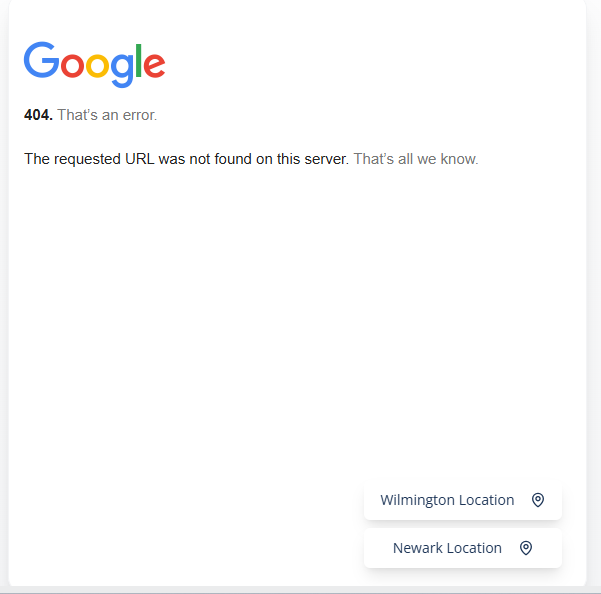 Google
404. That’s an error.
The requested URL was not found on this server. That’s all we know.
Wilmington Location
Newark Location